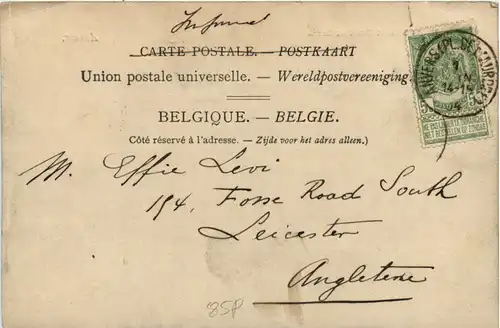 Imprimé
CARTE POSTALE. — POSTKAART
Union postale universelle. — Wereldpostvereeniging.
BELGIQUE. — BELGIE.
Côté réservé à l'adresse. — Zijde voor het adres alleen.)
M. Effie Levi
194, Fosse Road South
Leicester
Angleterre
85P